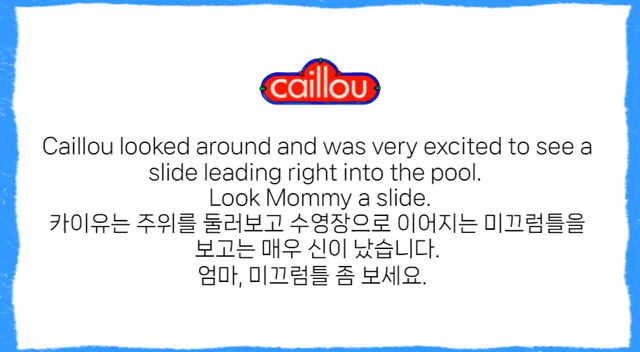 caillou
Caillou looked around and was very excited to see a
slide leading right into the pool.
Look Mommy a slide.
카이유는 주위를 둘러보고 수영장으로 이어지는 미끄럼틀을
보고는 매우 신이 났습니다.
엄마, 미끄럼틀 좀 보세요.